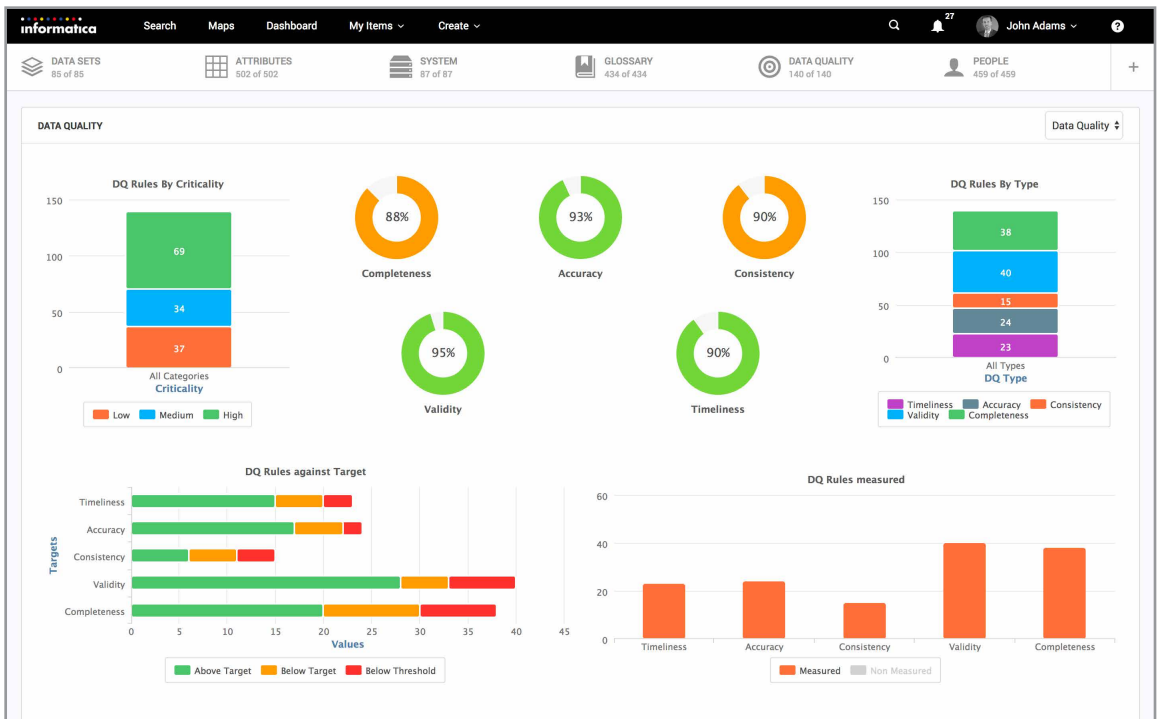 informatica
Search
Maps
Dashboard
My Items
Create
27
John Adams
?
DATA SETS
85 of 85
ATTRIBUTES
502 of 502
SYSTEM
87 of 87
GLOSSARY
434 of 434
DATA QUALITY
140 of 140
PEOPLE
459 of 459
+
DATA QUALITY
Data Quality
DQ Rules By Criticality
150
100
50
0
69
34
37
All Categories
Criticality
Low Medium High
88%
Completeness
93%
Accuracy
90%
Consistency
95%
Validity
90%
Timeliness
DQ Rules By Type
150
100
50
0
38
40
15
24
23
All Types
DQ Type
Timeliness Accuracy Consistency
Validity Completeness
DQ Rules against Target
Targets
Timeliness
Accuracy
Consistency
Validity
Completeness
0 5 10 15 20 25 30 35 40 45
Values
Above Target Below Target Below Threshold
DQ Rules measured
60
40
20
0
Timeliness Accuracy Consistency Validity Completeness
Measured Non Measured